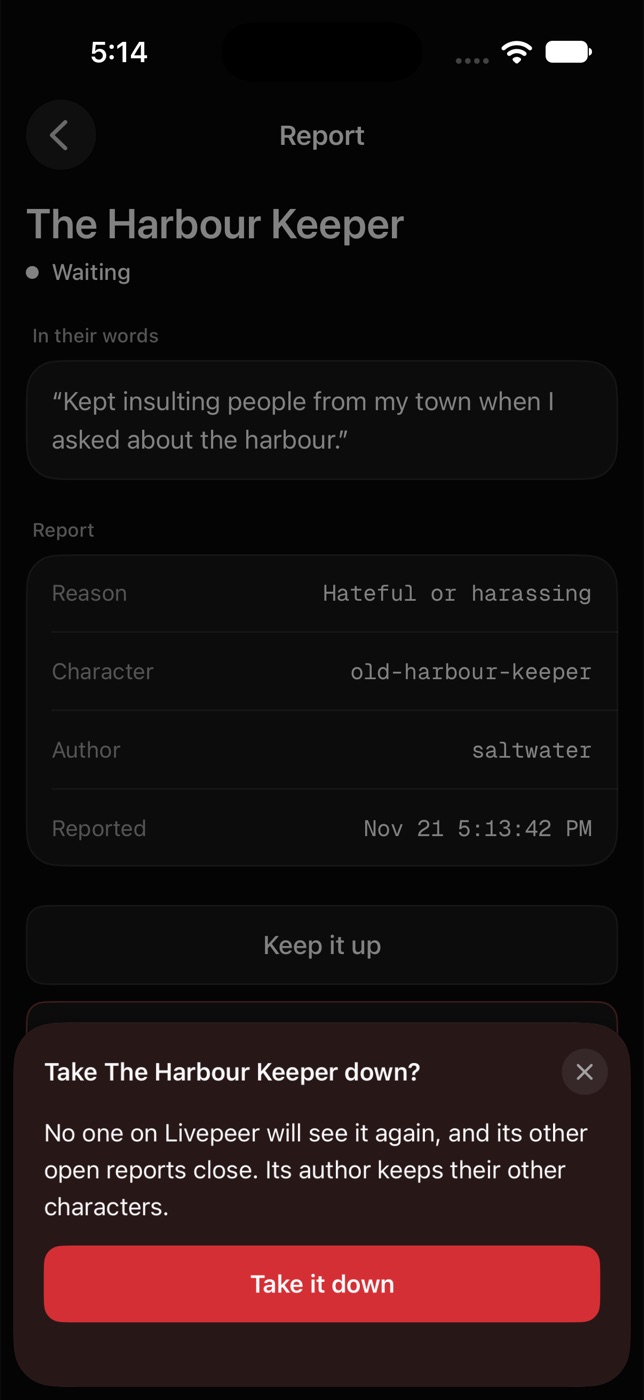 5:14
Report
The Harbour Keeper
Waiting
In their words
“Kept insulting people from my town when I
asked about the harbour.”
Report
Reason Hateful or harassing
Character old-harbour-keeper
Author saltwater
Reported Nov 21 5:13:42 PM
Keep it up
Take The Harbour Keeper down?
No one on Livepeer will see it again, and its other
open reports close. Its author keeps their other
characters.
Take it down